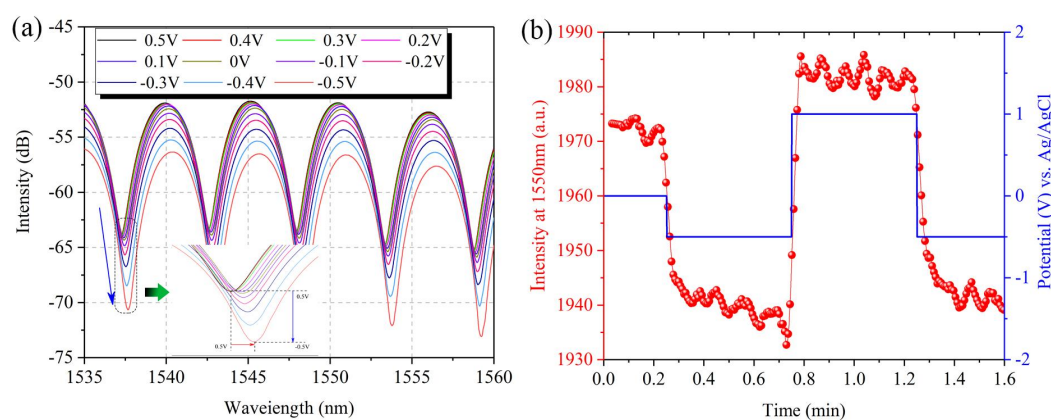 (a)
-45
-50
-55
-60
-65
-70
-75
Intensity (dB)
0.5V 0.4V 0.3V 0.2V
0.1V 0V -0.1V -0.2V
-0.3V -0.4V -0.5V
0.5V
0.5V
-0.5V
1535 1540 1545 1550 1555 1560
Waveiength (nm)
(b)
1990
1980
1970
1960
1950
1940
1930
Intensity at 1550nm (a.u.)
2
1
0
-1
-2
Potential (V) vs. Ag/AgCl
0.0 0.2 0.4 0.6 0.8 1.0 1.2 1.4 1.6
Time (min)